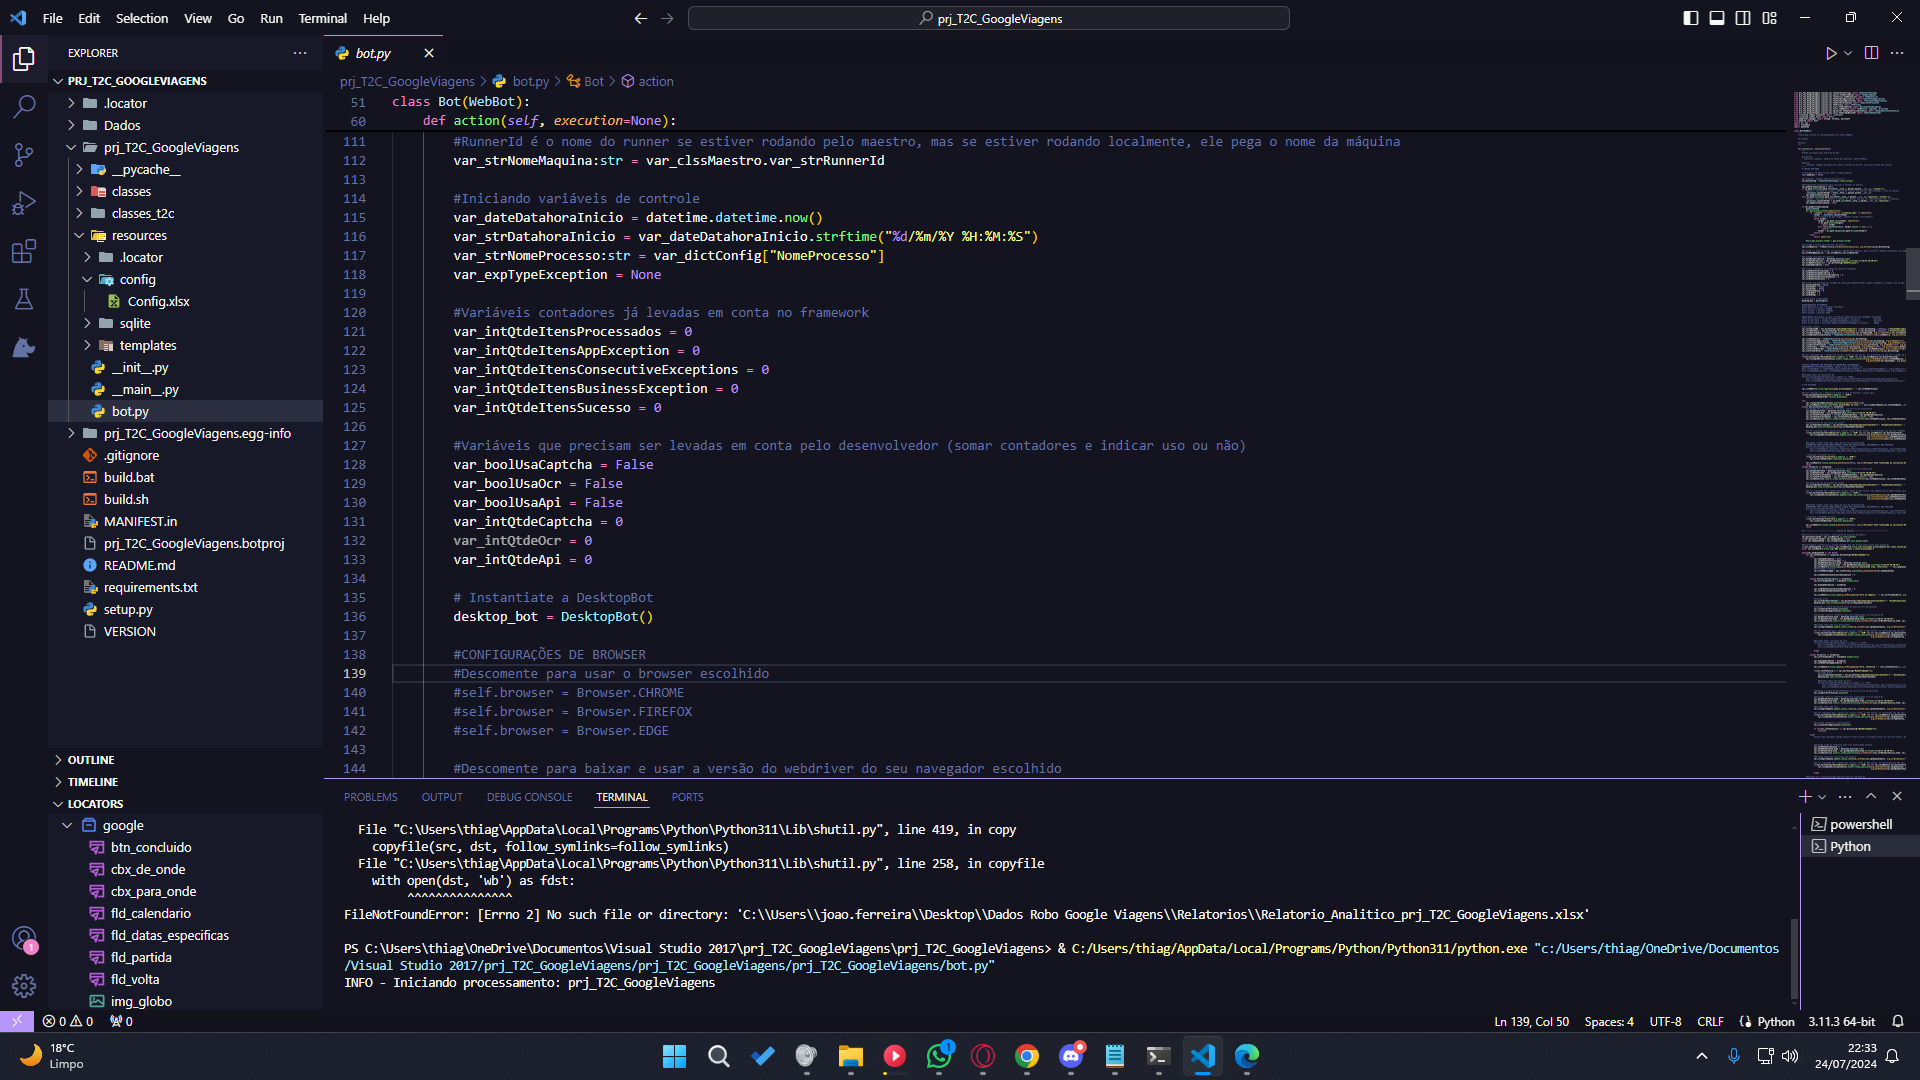 File Edit Selection View Go Run Terminal Help
prj_T2C_GoogleViagens
EXPLORER
PRJ_T2C_GOOGLEVIAGENS
.locator
Dados
prj_T2C_GoogleViagens
__pycache__
classes
classes_t2c
resources
.locator
config
Config.xlsx
sqlite
templates
__init__.py
__main__.py
bot.py
prj_T2C_GoogleViagens.egg-info
.gitignore
build.bat
build.sh
MANIFEST.in
prj_T2C_GoogleViagens.botproj
README.md
requirements.txt
setup.py
VERSION
OUTLINE
TIMELINE
LOCATORS
google
btn_concluido
cbx_de_onde
cbx_para_onde
fld_calendario
fld_datas_especificas
fld_partida
fld_volta
img_globo
bot.py
prj_T2C_GoogleViagens > bot.py > Bot > action
51 class Bot(WebBot):
60 def action(self, execution=None):
111 #RunnerId é o nome do runner se estiver rodando pelo maestro, mas se estiver rodando localmente, ele pega o nome da máquina
112 var_strNomeMaquina:str = var_clssMaestro.var_strRunnerId
113
114 #Iniciando variáveis de controle
115 var_dateDatahoraInicio = datetime.datetime.now()
116 var_strDatahoraInicio = var_dateDatahoraInicio.strftime("%d/%m/%Y %H:%M:%S")
117 var_strNomeProcesso:str = var_dictConfig["NomeProcesso"]
118 var_expTypeException = None
119
120 #Variáveis contadores já levadas em conta no framework
121 var_intQtdeItensProcessados = 0
122 var_intQtdeItensAppException = 0
123 var_intQtdeItensConsecutiveExceptions = 0
124 var_intQtdeItensBusinessException = 0
125 var_intQtdeItensSucesso = 0
126
127 #Variáveis que precisam ser levadas em conta pelo desenvolvedor (somar contadores e indicar uso ou não)
128 var_boolUsaCaptcha = False
129 var_boolUsaOcr = False
130 var_boolUsaApi = False
131 var_intQtdeCaptcha = 0
132 var_intQtdeOcr = 0
133 var_intQtdeApi = 0
134
135 # Instantiate a DesktopBot
136 desktop_bot = DesktopBot()
137
138 #CONFIGURAÇÕES DE BROWSER
139 #Descomente para usar o browser escolhido
140 #self.browser = Browser.CHROME
141 #self.browser = Browser.FIREFOX
142 #self.browser = Browser.EDGE
143
144 #Descomente para baixar e usar a versão do webdriver do seu navegador escolhido
PROBLEMS OUTPUT DEBUG CONSOLE TERMINAL PORTS
File "C:\Users\thiag\AppData\Local\Programs\Python\Python311\Lib\shutil.py", line 419, in copy
copyfile(src, dst, follow_symlinks=follow_symlinks)
File "C:\Users\thiag\AppData\Local\Programs\Python\Python311\Lib\shutil.py", line 258, in copyfile
with open(dst, 'wb') as fdst:
^^^^^^^^^^^^^^^
FileNotFoundError: [Errno 2] No such file or directory: 'C:\\Users\\joao.ferreira\\Desktop\\Dados Robo Google Viagens\\Relatorios\\Relatorio_Analitico_prj_T2C_GoogleViagens.xlsx'
PS C:\Users\thiag\OneDrive\Documentos\Visual Studio 2017\prj_T2C_GoogleViagens\prj_T2C_GoogleViagens> & C:/Users/thiag/AppData/Local/Programs/Python/Python311/python.exe "c:/Users/thiag/OneDrive/Documentos
/Visual Studio 2017/prj_T2C_GoogleViagens/prj_T2C_GoogleViagens/prj_T2C_GoogleViagens/bot.py"
INFO - Iniciando processamento: prj_T2C_GoogleViagens
powershell
Python
1
0 0 0
Ln 139, Col 50 Spaces: 4 UTF-8 CRLF Python 3.11.3 64-bit
18°C
Limpo
1
22:33
24/07/2024